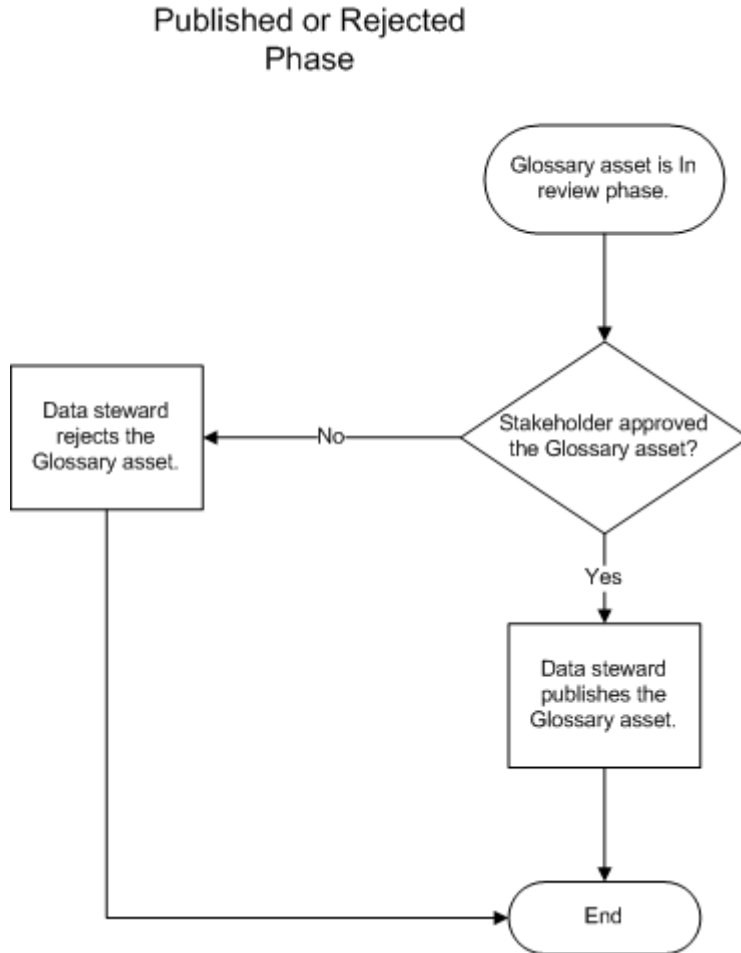 Published or Rejected
Phase
Glossary asset is In
review phase.
Stakeholder approved
the Glossary asset?
No
Data steward
rejects the
Glossary asset.
Yes
Data steward
publishes the
Glossary asset.
End